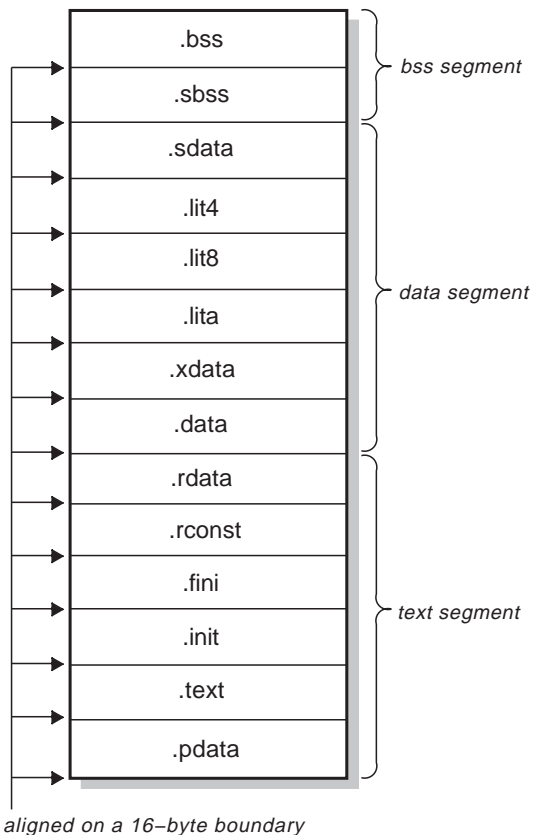 .bss
bss segment
.sbss
.sdata
.lit4
.lit8
data segment
.lita
.xdata
.data
.rdata
.rconst
.fini
text segment
.init
.text
.pdata
aligned on a 16−byte boundary